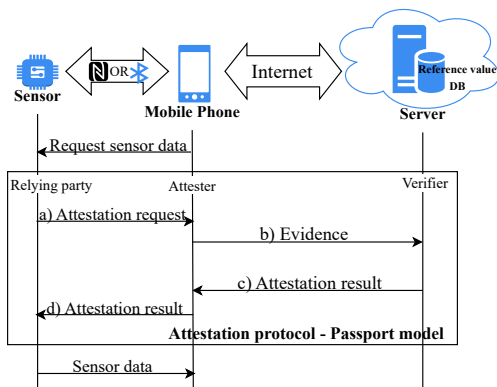 OR
Internet
Reference value
DB
Sensor
Mobile Phone
Server
Request sensor data
Relying party
Attester
Verifier
a) Attestation request
b) Evidence
c) Attestation result
d) Attestation result
Attestation protocol - Passport model
Sensor data